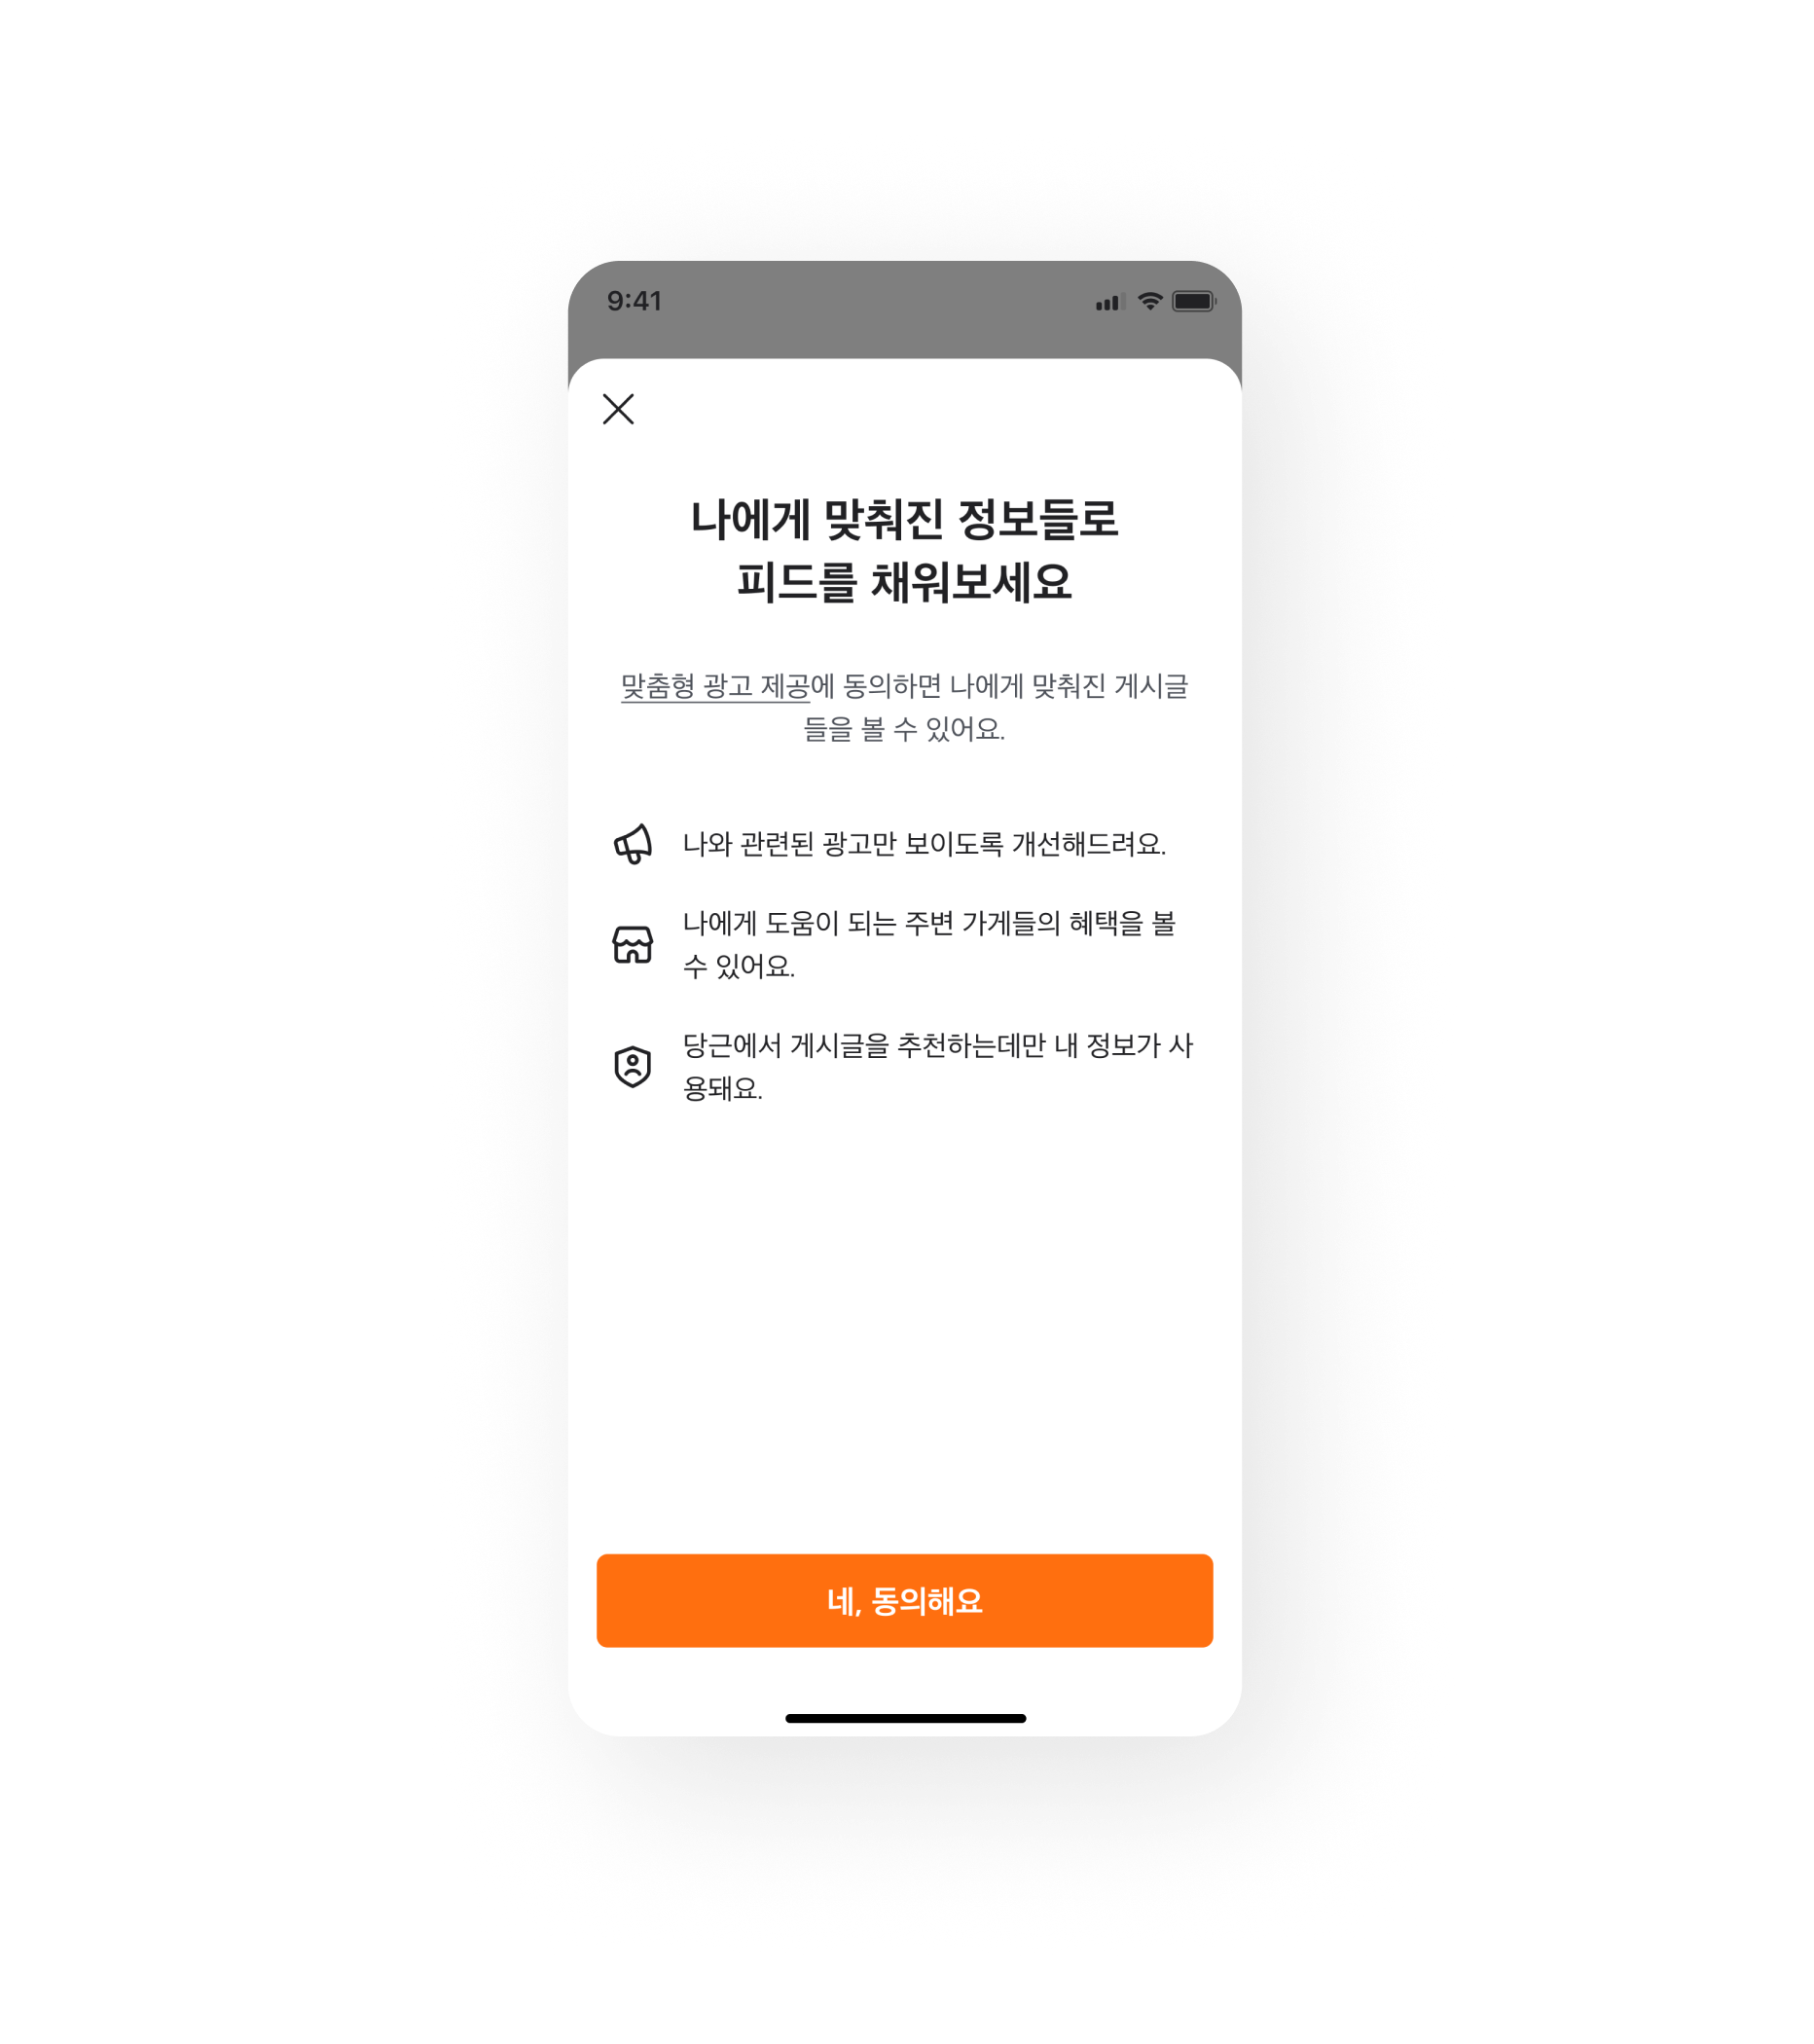 9:41
나에게 맞춰진 정보들로
피드를 채워보세요
맞춤형 광고 제공에 동의하면 나에게 맞춰진 게시글
들을 볼 수 있어요.
나와 관련된 광고만 보이도록 개선해드려요.
나에게 도움이 되는 주변 가게들의 혜택을 볼
수 있어요.
당근에서 게시글을 추천하는데만 내 정보가 사
용돼요.
네, 동의해요